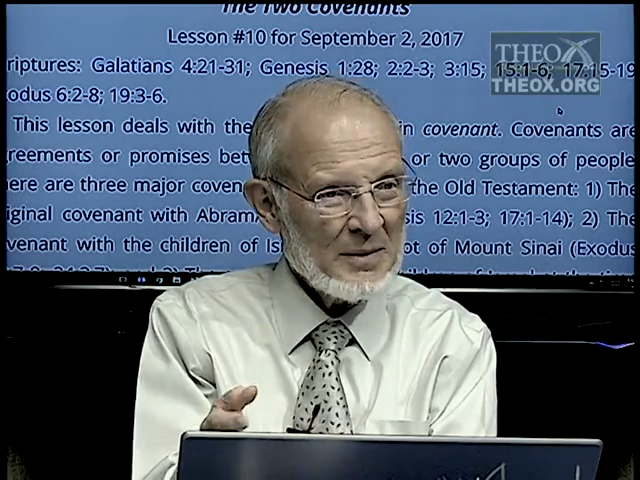 The Two Covenants
Lesson #10 for September 2, 2017
riptures: Galatians 4:21-31; Genesis 1:28; 2:2-3; 3:15; 15:1-6; 17:15-19
odus 6:2-8; 19:3-6.
This lesson deals with the in covenant. Covenants are
reements or promises be or two groups of people
ere are three major coven the Old Testament: 1) The
iginal covenant with Abram sis 12:1-3; 17:1-14); 2) The
venant with the children of Is ot of Mount Sinai (Exodus
THEOX
THEOX.ORG